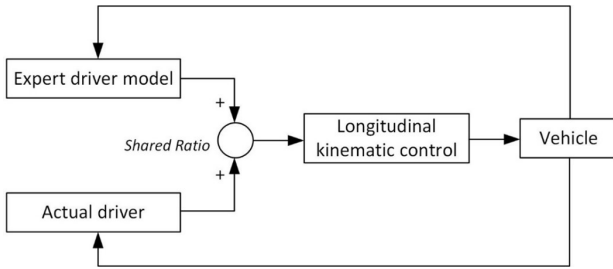 Expert driver model
+
Shared Ratio
Longitudinal
kinematic control
Vehicle
+
Actual driver